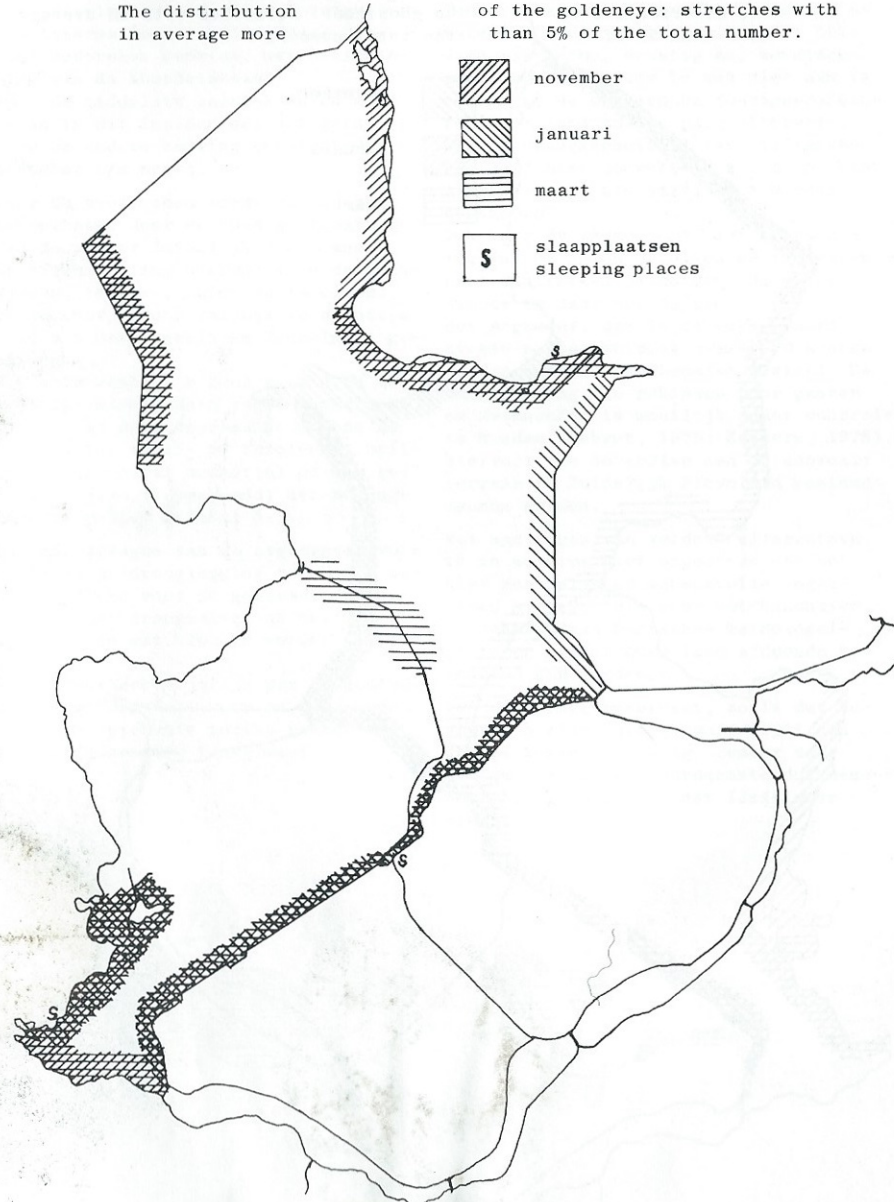 The distribution of the goldeneye: stretches with
in average more than 5% of the total number.
november
januari
maart
S
slaapplaatsen
sleeping places
S
S
S
S